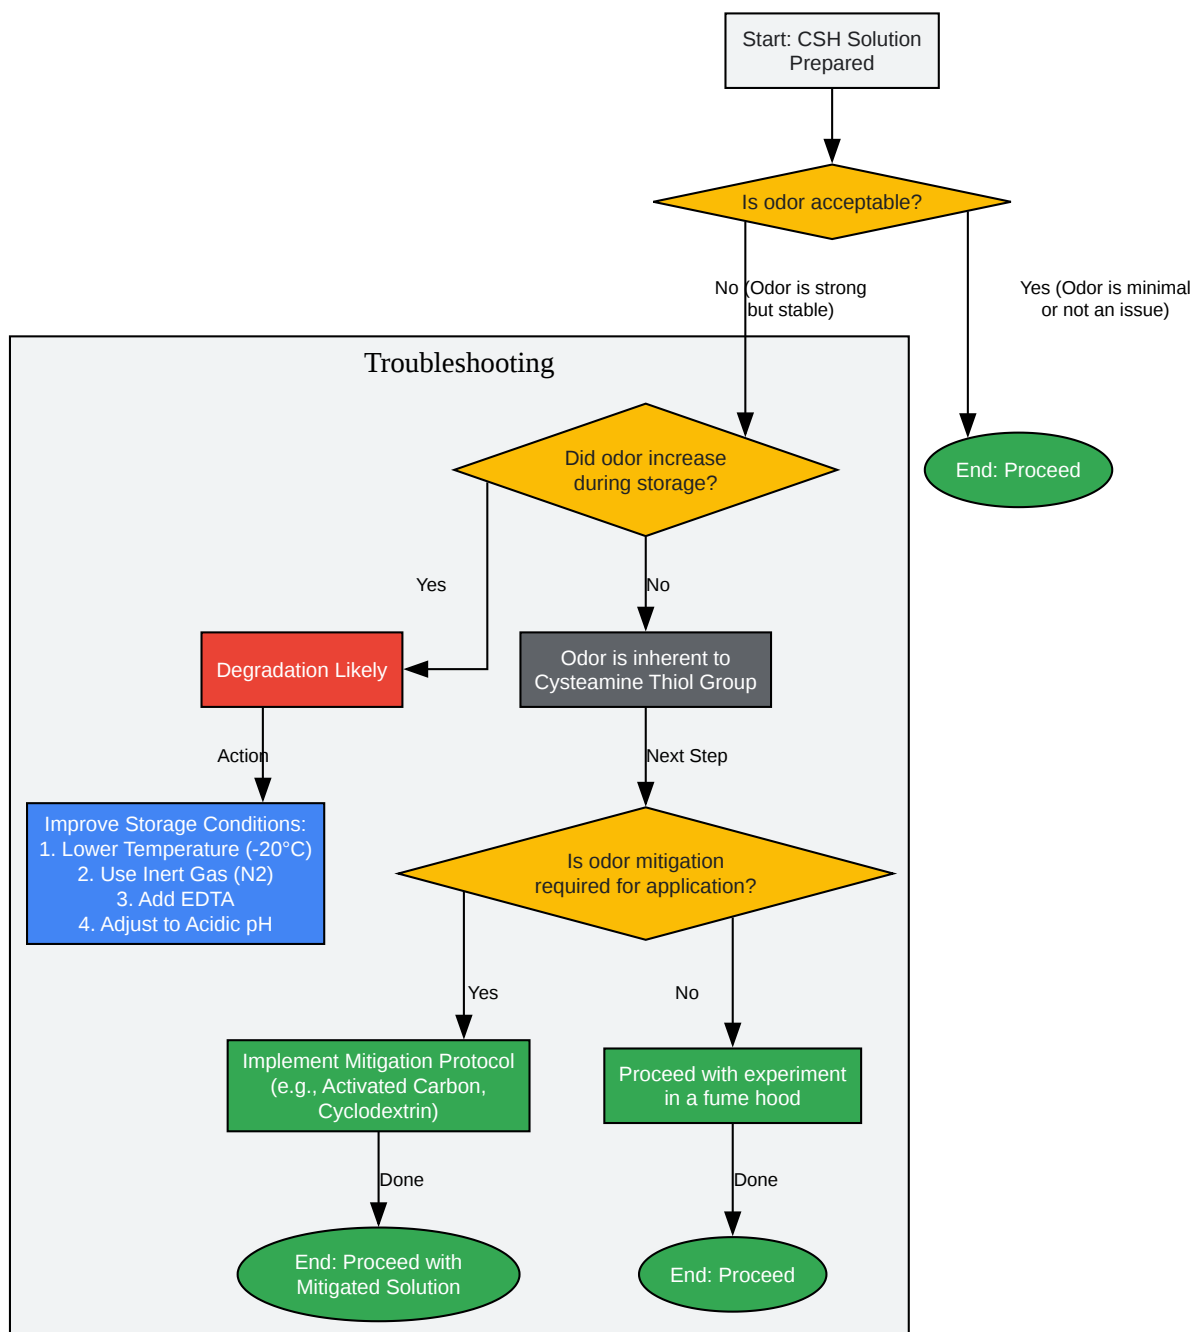 Start: CSH Solution
Prepared
Is odor acceptable?
No (Odor is strong
but stable)
Yes (Odor is minimal
or not an issue)
Troubleshooting
Did odor increase
during storage?
End: Proceed
Yes
No
Degradation Likely
Odor is inherent to
Cysteamine Thiol Group
Action
Next Step
Improve Storage Conditions:
1. Lower Temperature (-20°C)
2. Use Inert Gas (N2)
3. Add EDTA
4. Adjust to Acidic pH
Is odor mitigation
required for application?
Yes
No
Implement Mitigation Protocol
(e.g., Activated Carbon,
Cyclodextrin)
Proceed with experiment
in a fume hood
Done
Done
End: Proceed with
Mitigated Solution
End: Proceed